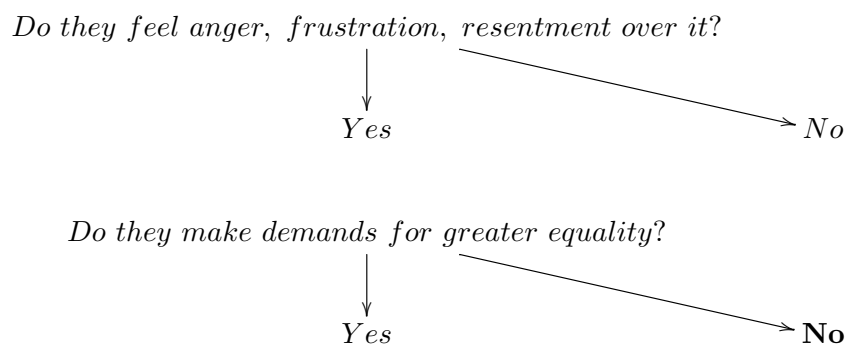 Do they feel anger, frustration, resentment over it?
Yes No
Do they make demands for greater equality?
Yes No